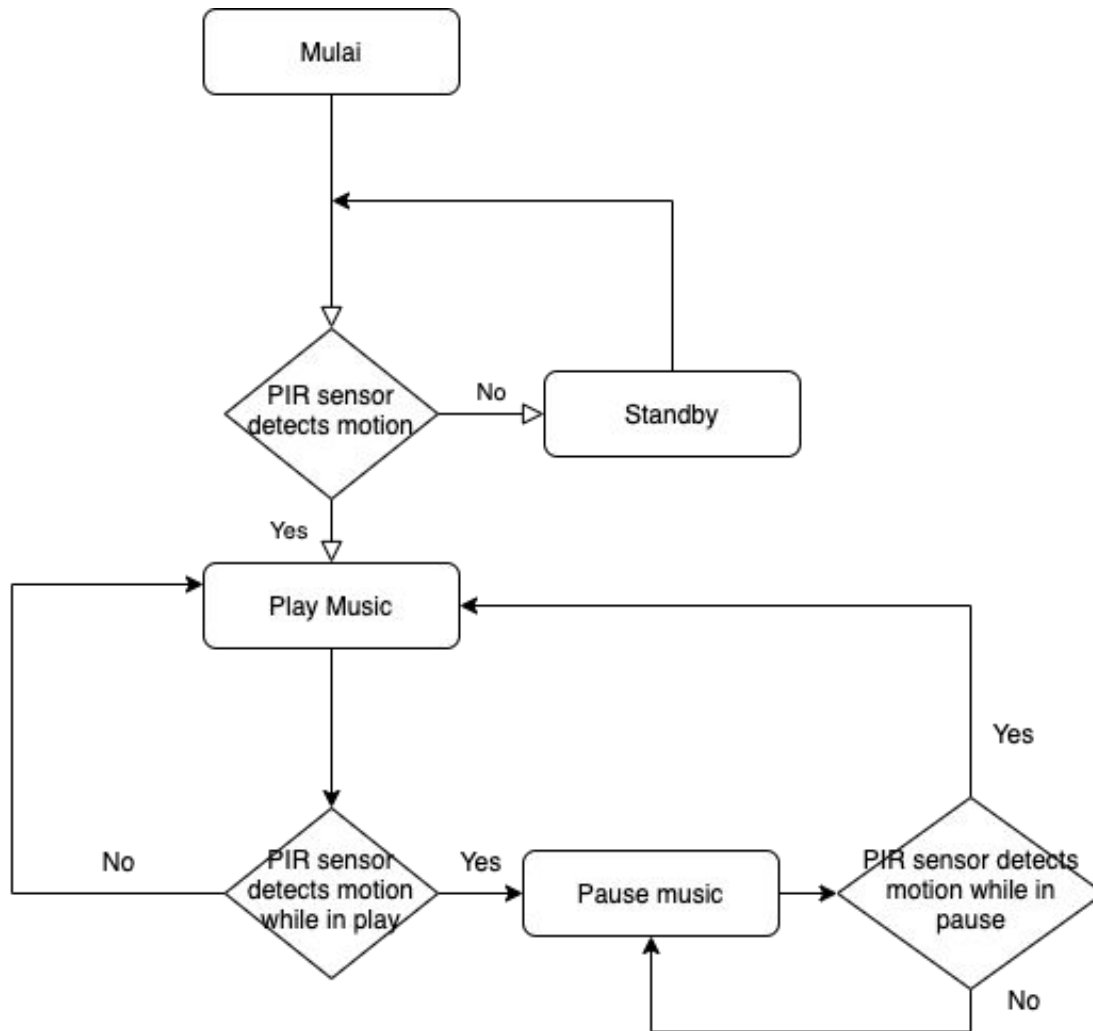 Mulai
PIR sensor
detects motion
No
Standby
Yes
Play Music
Yes
No
PIR sensor
detects motion
while in play
Yes
Pause music
PIR sensor detects
motion while in
pause
No